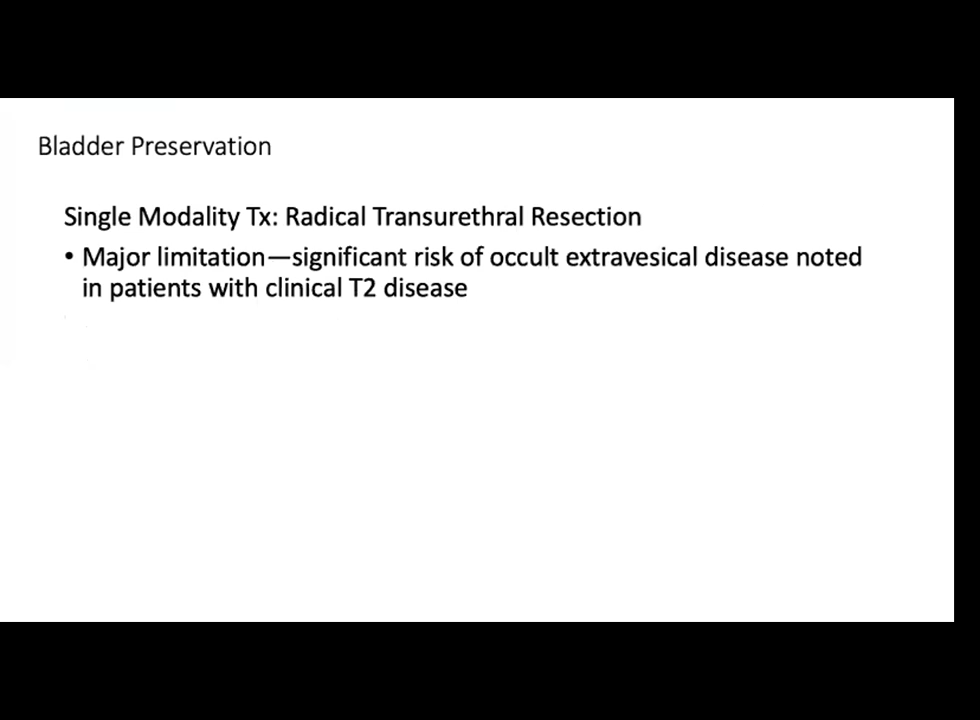 Bladder Preservation
Single Modality Tx: Radical Transurethral Resection
• Major limitation—significant risk of occult extravesical disease noted
in patients with clinical T2 disease